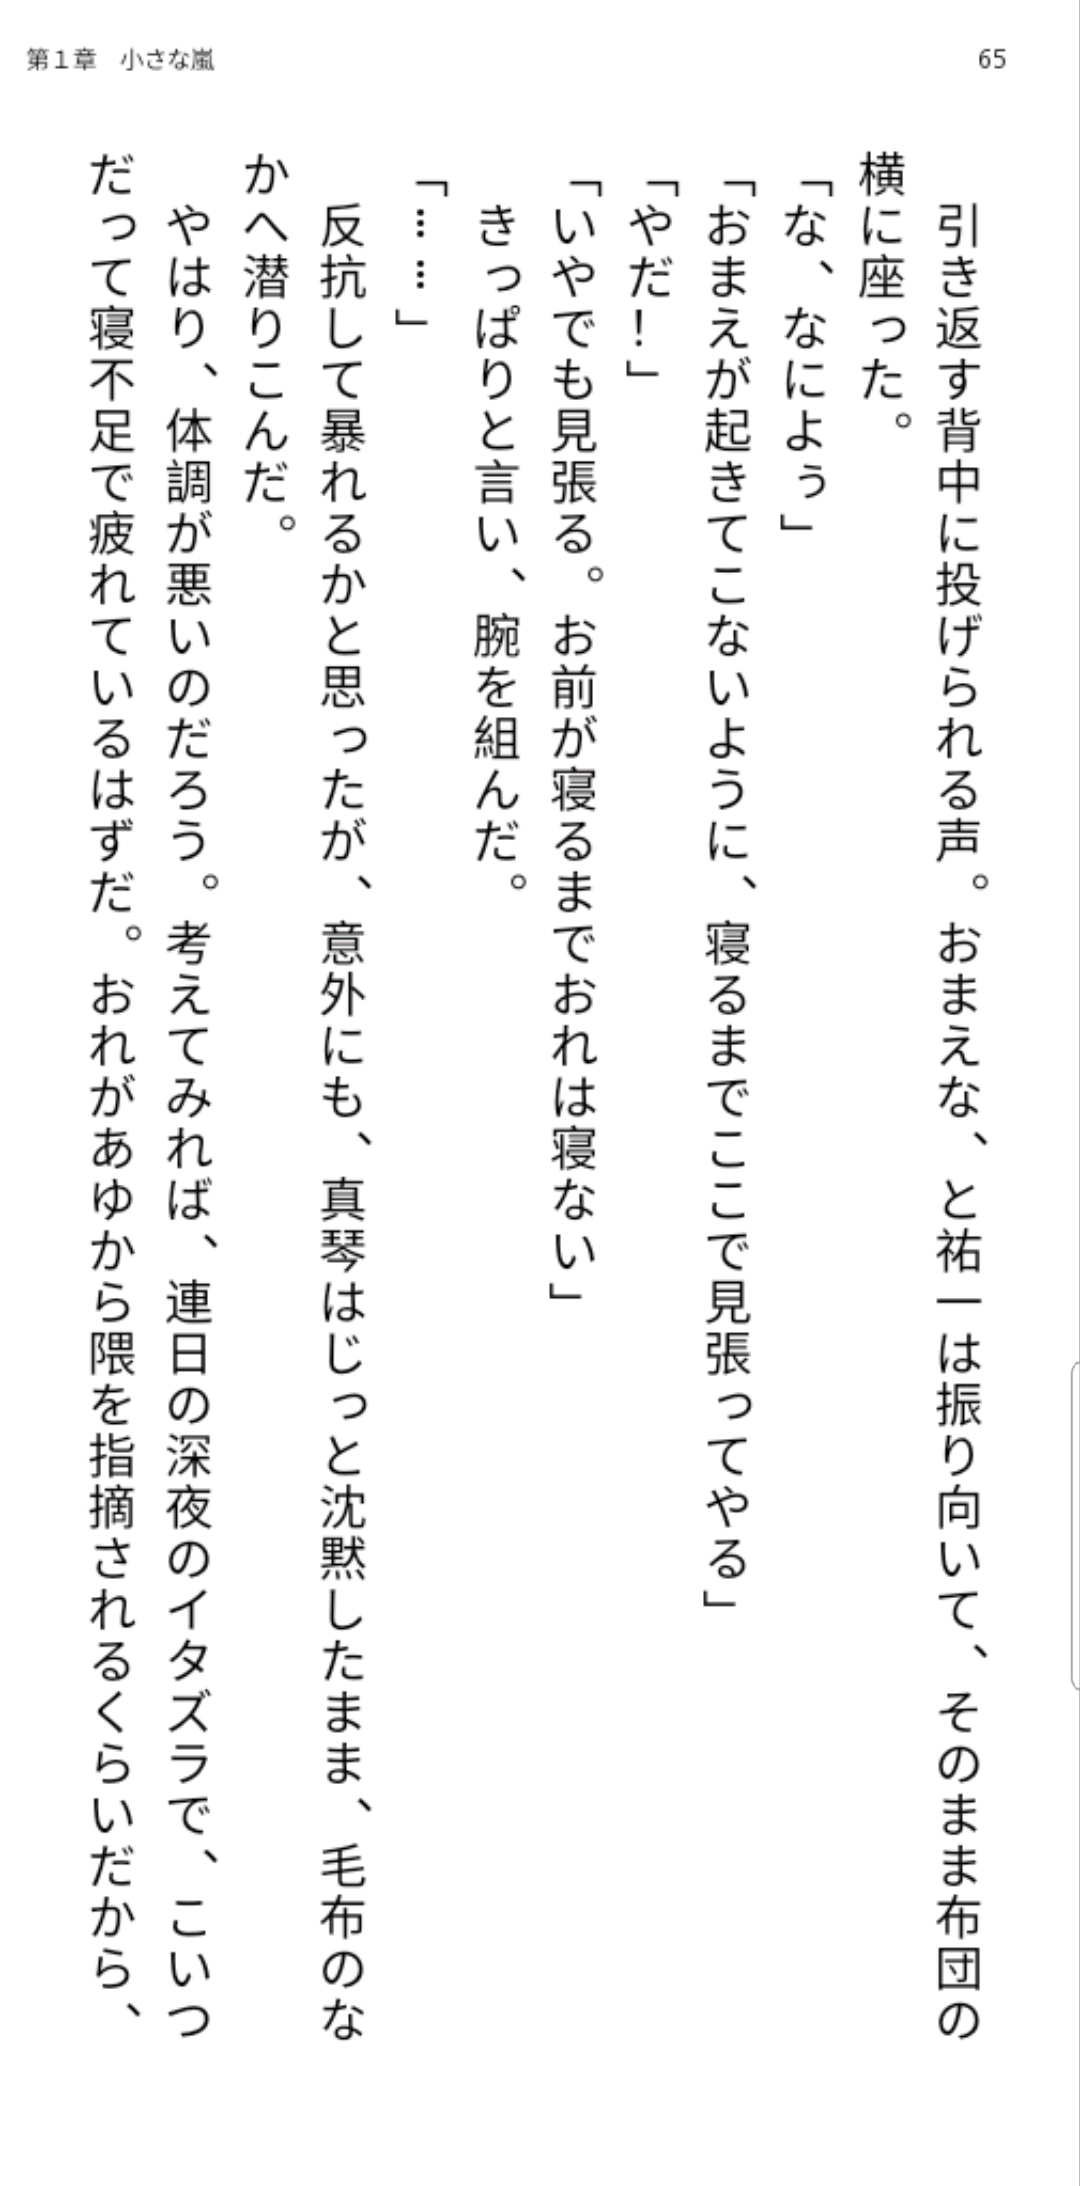 第１章　小さな嵐
65
　引き返す背中に投げられる声。おまえな、と祐一は振り向いて、そのまま布団の
横に座った。
「な、なによぅ」
「おまえが起きてこないように、寝るまでここで見張ってやる」
「やだ！」
「いやでも見張る。お前が寝るまでおれは寝ない」
　きっぱりと言い、腕を組んだ。
「……」
　反抗して暴れるかと思ったが、意外にも、真琴はじっと沈黙したまま、毛布のな
かへ潜りこんだ。
　やはり、体調が悪いのだろう。考えてみれば、連日の深夜のイタズラで、こいつ
だって寝不足で疲れているはずだ。おれがあゆから隈を指摘されるくらいだから、